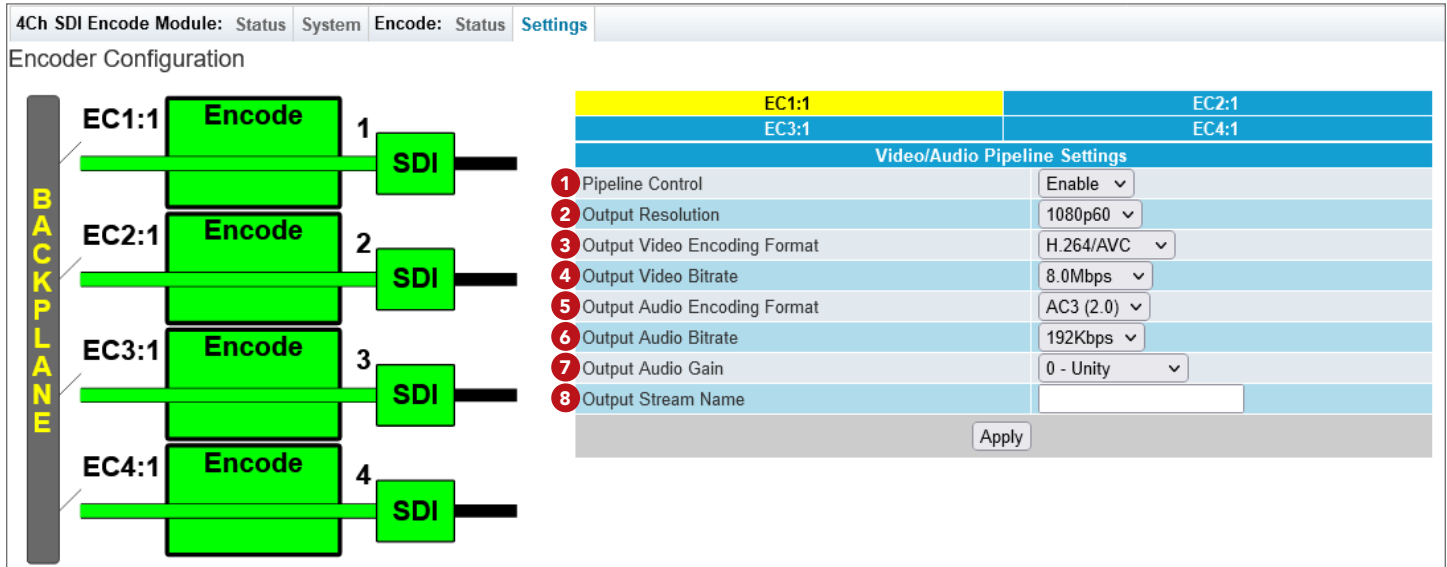 4Ch SDI Encode Module: Status System Encode: Status Settings
Encoder Configuration
BACKPLANE
EC1:1 Encode 1 SDI
EC2:1 Encode 2 SDI
EC3:1 Encode 3 SDI
EC4:1 Encode 4 SDI
EC1:1 EC2:1
EC3:1 EC4:1
Video/Audio Pipeline Settings
1 Pipeline Control Enable
2 Output Resolution 1080p60
3 Output Video Encoding Format H.264/AVC
4 Output Video Bitrate 8.0Mbps
5 Output Audio Encoding Format AC3 (2.0)
6 Output Audio Bitrate 192Kbps
7 Output Audio Gain 0 - Unity
8 Output Stream Name
Apply